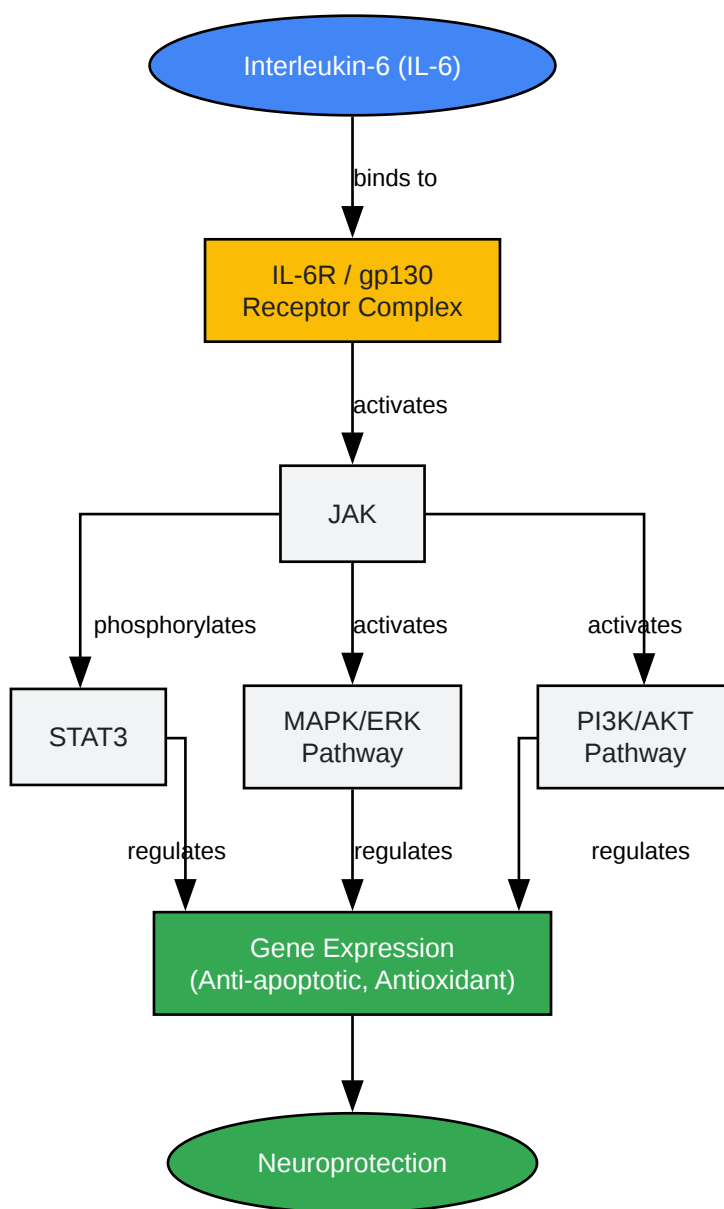 Interleukin-6 (IL-6)
binds to
IL-6R / gp130
Receptor Complex
activates
JAK
phosphorylates
activates
activates
STAT3
MAPK/ERK
Pathway
PI3K/AKT
Pathway
regulates
regulates
regulates
Gene Expression
(Anti-apoptotic, Antioxidant)
Neuroprotection